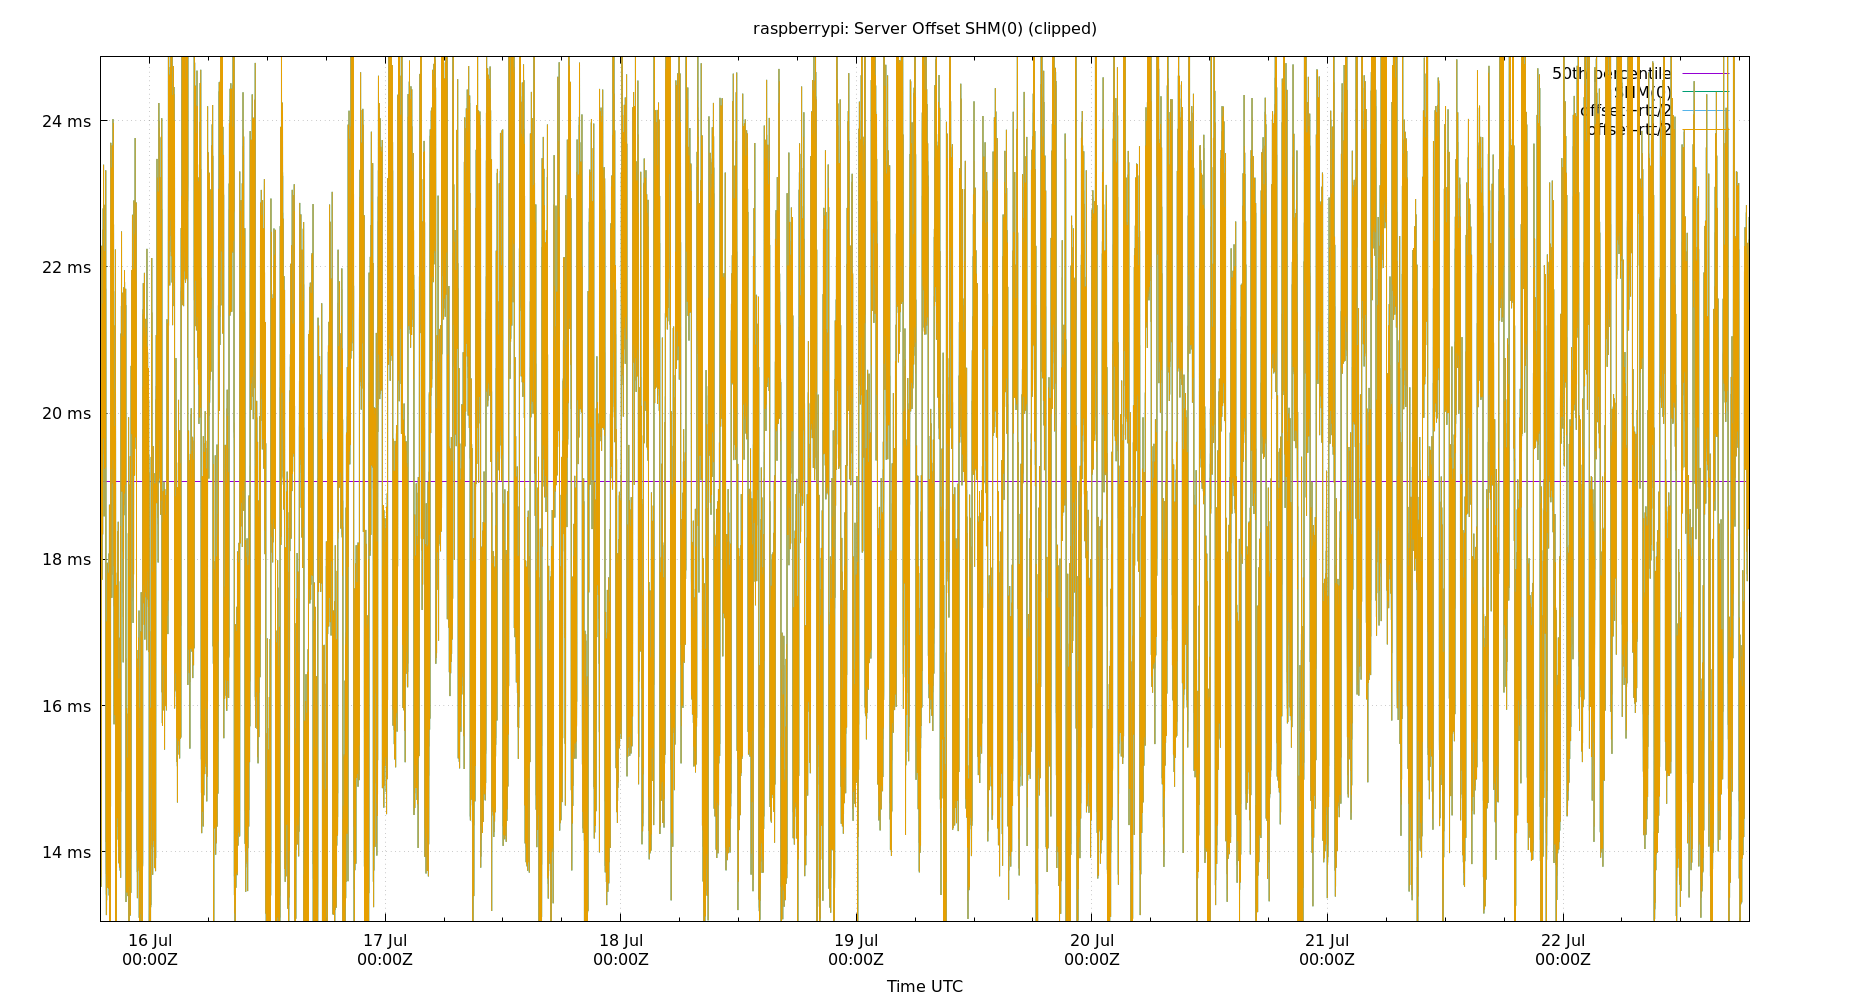 raspberrypi: Server Offset SHM(0) (clipped)
50th percentile
SHM(0)
offset-rtt/2
offset+rtt/2
24 ms
22 ms
20 ms
18 ms
16 ms
14 ms
16 Jul 17 Jul 18 Jul 19 Jul 20 Jul 21 Jul 22 Jul
00:00Z 00:00Z 00:00Z 00:00Z 00:00Z 00:00Z 00:00Z
Time UTC